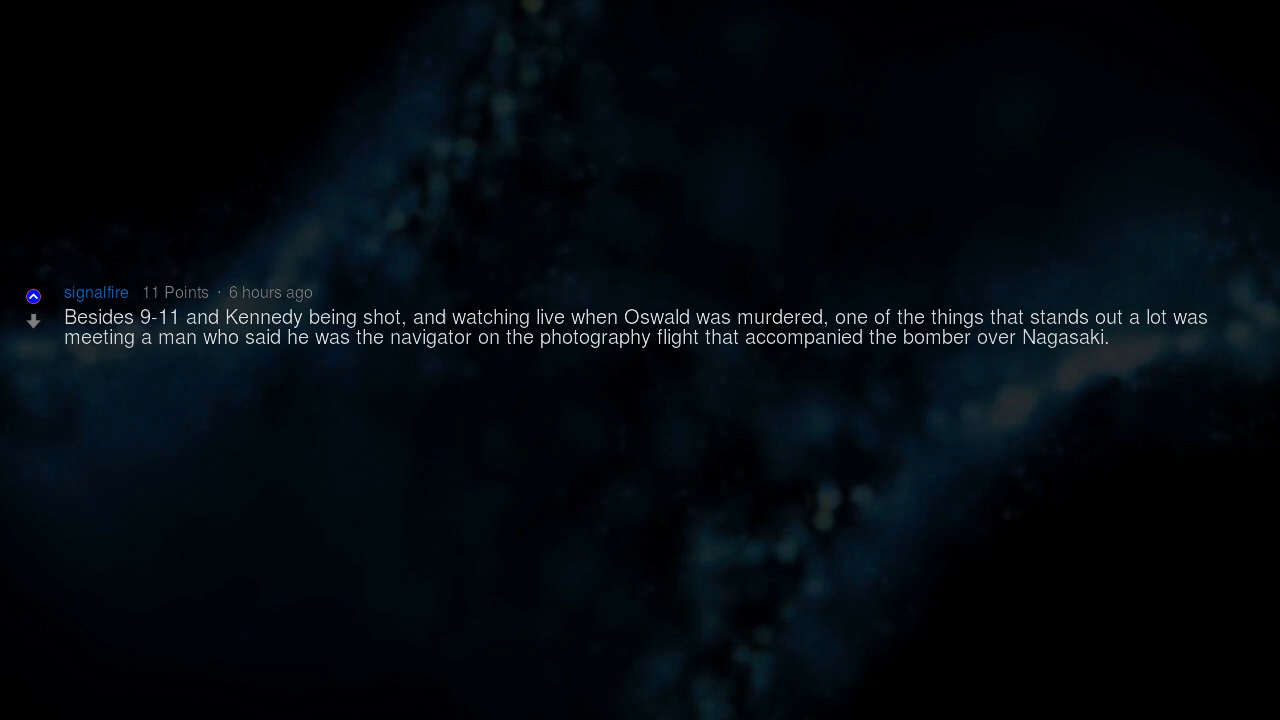 signalfire 11 Points · 6 hours ago
Besides 9-11 and Kennedy being shot, and watching live when Oswald was murdered, one of the things that stands out a lot was
meeting a man who said he was the navigator on the photography flight that accompanied the bomber over Nagasaki.